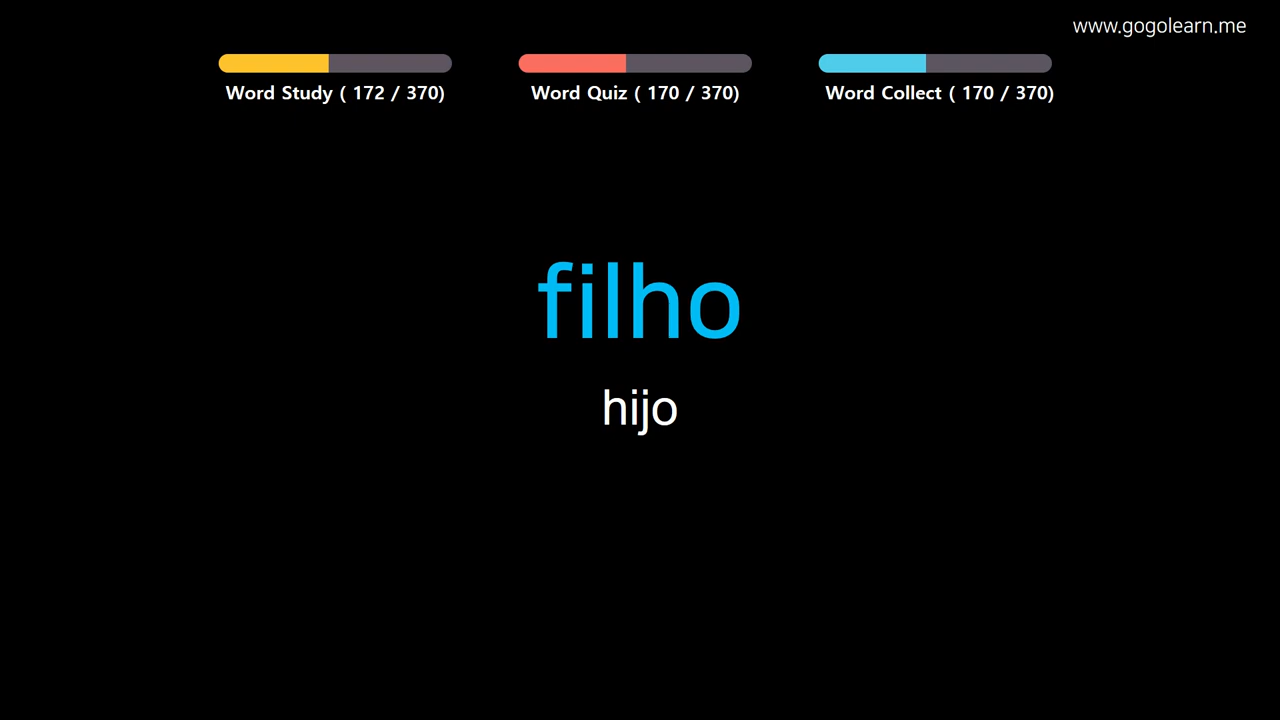 www.gogolearn.me
Word Study ( 172 / 370)
Word Quiz ( 170 / 370)
Word Collect ( 170 / 370)
filho
hijo